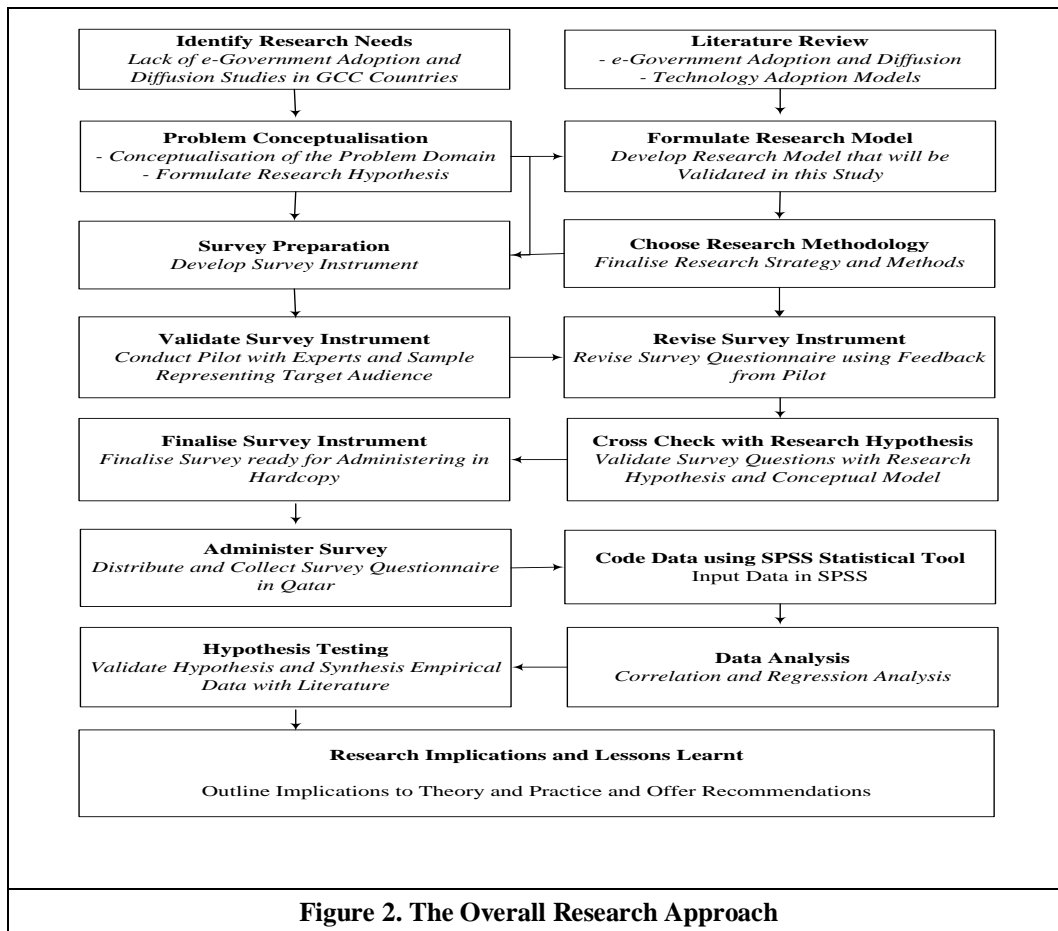 Identify Research Needs
Lack of e-Government Adoption and
Diffusion Studies in GCC Countries
Literature Review
- e-Government Adoption and Diffusion
- Technology Adoption Models
Problem Conceptualisation
- Conceptualisation of the Problem Domain
- Formulate Research Hypothesis
Formulate Research Model
Develop Research Model that will be
Validated in this Study
Survey Preparation
Develop Survey Instrument
Choose Research Methodology
Finalise Research Strategy and Methods
Validate Survey Instrument
Conduct Pilot with Experts and Sample
Representing Target Audience
Revise Survey Instrument
Revise Survey Questionnaire using Feedback
from Pilot
Finalise Survey Instrument
Finalise Survey ready for Administering in
Hardcopy
Cross Check with Research Hypothesis
Validate Survey Questions with Research
Hypothesis and Conceptual Model
Administer Survey
Distribute and Collect Survey Questionnaire
in Qatar
Code Data using SPSS Statistical Tool
Input Data in SPSS
Hypothesis Testing
Validate Hypothesis and Synthesis Empirical
Data with Literature
Data Analysis
Correlation and Regression Analysis
Research Implications and Lessons Learnt
Outline Implications to Theory and Practice and Offer Recommendations
Figure 2. The Overall Research Approach